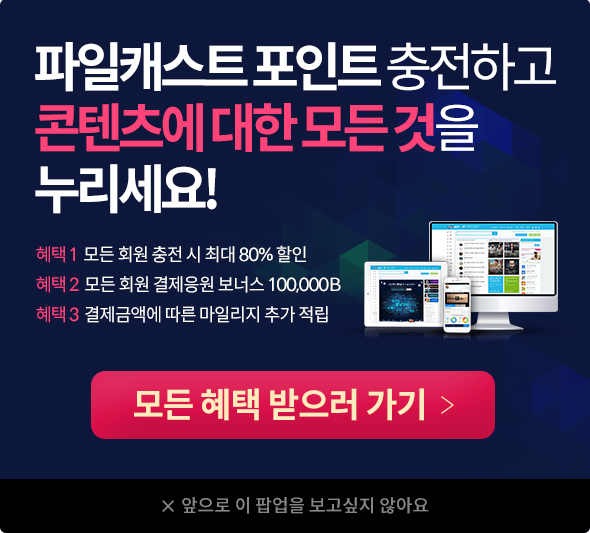 파일캐스트 포인트 충전하고
콘텐츠에 대한 모든 것을
누리세요!
혜택 1 모든 회원 충전 시 최대 80% 할인
혜택 2 모든 회원 결제응원 보너스 100,000B
혜택 3 결제금액에 따른 마일리지 추가 적립
모든 혜택 받으러 가기 >
× 앞으로 이 팝업을 보고싶지 않아요